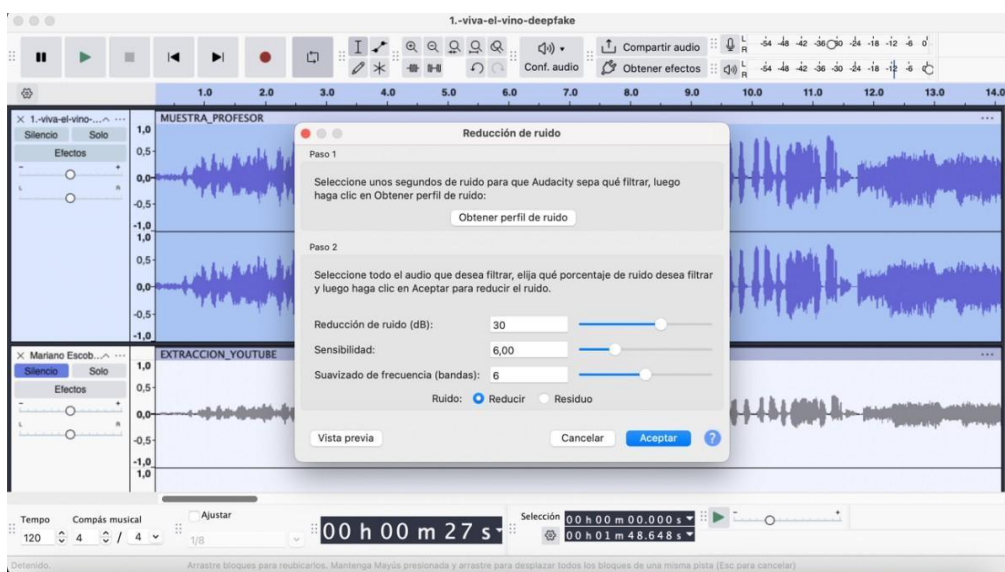 1.-viva-el-vino-deepfake
Conf. audio
Compartir audio
Obtener efectos
L
R
-54 -48 -42 -36 -30 -24 -18 -12 -6 0
L
R
-54 -48 -42 -36 -30 -24 -18 -12 -6 0
1.0 2.0 3.0 4.0 5.0 6.0 7.0 8.0 9.0 10.0 11.0 12.0 13.0 14.0
1.-viva-el-vino-... MUESTRA_PROFESOR
Silencio Solo
Efectos
- +
L R
1,0
0,5-
0,0-
-0,5-
-1,0
1,0
0,5-
0,0-
-0,5-
-1,0
Reducción de ruido
Paso 1
Seleccione unos segundos de ruido para que Audacity sepa qué filtrar, luego
haga clic en Obtener perfil de ruido:
Obtener perfil de ruido
Paso 2
Seleccione todo el audio que desea filtrar, elija qué porcentaje de ruido desea filtrar
y luego haga clic en Aceptar para reducir el ruido.
Reducción de ruido (dB): 30
Sensibilidad: 6,00
Suavizado de frecuencia (bandas): 6
Ruido: Reducir Residuo
Vista previa Cancelar Aceptar ?
Mariano Escob... EXTRACCION_YOUTUBE
Silencio Solo
Efectos
- +
L R
1,0
0,5-
0,0-
-0,5-
-1,0
1,0
Tempo Compás musical
120 4 / 4
Ajustar
1/8
00 h 00 m 27 s
Selección
00 h 00 m 00.000 s
00 h 01 m 48.648 s
- +
Detenido. Arrastre bloques para reubicarlos. Mantenga Mayús presionada y arrastre para desplazar todos los bloques de una misma pista (Esc para cancelar)